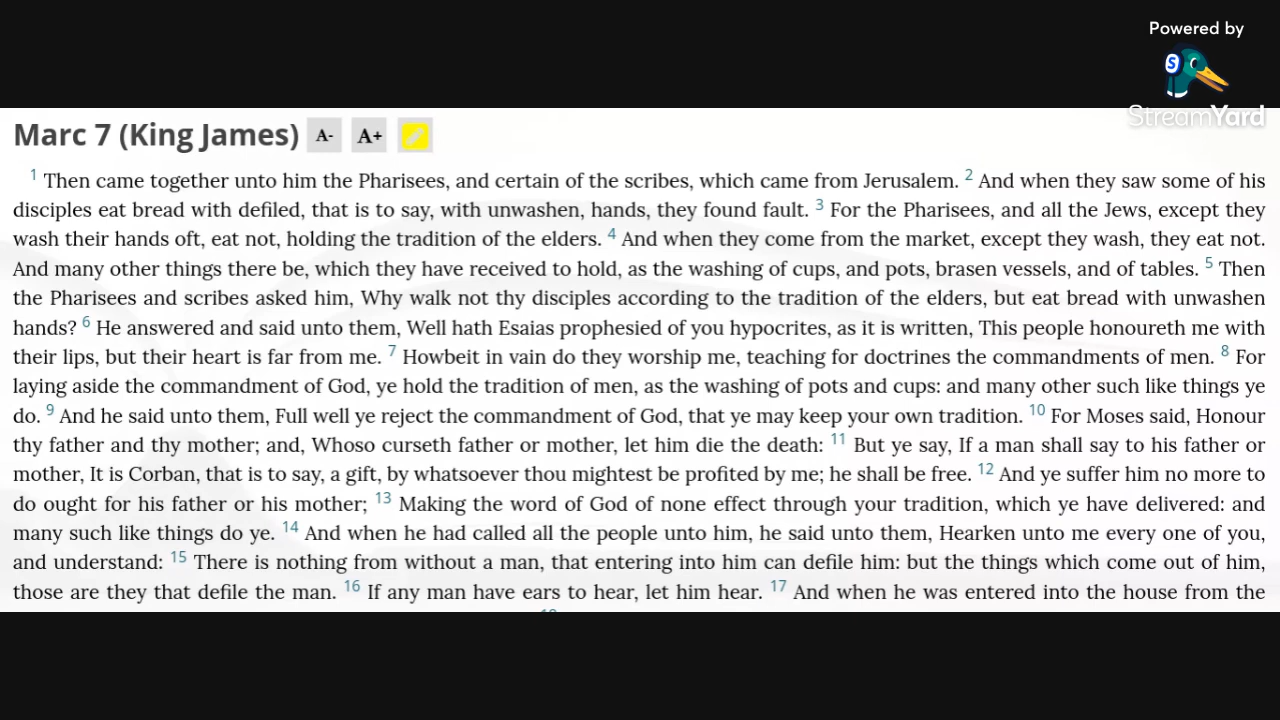 Powered by
S
StreamYard
Marc 7 (King James) A- A+
1 Then came together unto him the Pharisees, and certain of the scribes, which came from Jerusalem. 2 And when they saw some of his
disciples eat bread with defiled, that is to say, with unwashen, hands, they found fault. 3 For the Pharisees, and all the Jews, except they
wash their hands oft, eat not, holding the tradition of the elders. 4 And when they come from the market, except they wash, they eat not.
And many other things there be, which they have received to hold, as the washing of cups, and pots, brasen vessels, and of tables. 5 Then
the Pharisees and scribes asked him, Why walk not thy disciples according to the tradition of the elders, but eat bread with unwashen
hands? 6 He answered and said unto them, Well hath Esaias prophesied of you hypocrites, as it is written, This people honoureth me with
their lips, but their heart is far from me. 7 Howbeit in vain do they worship me, teaching for doctrines the commandments of men. 8 For
laying aside the commandment of God, ye hold the tradition of men, as the washing of pots and cups: and many other such like things ye
do. 9 And he said unto them, Full well ye reject the commandment of God, that ye may keep your own tradition. 10 For Moses said, Honour
thy father and thy mother; and, Whoso curseth father or mother, let him die the death: 11 But ye say, If a man shall say to his father or
mother, It is Corban, that is to say, a gift, by whatsoever thou mightest be profited by me; he shall be free. 12 And ye suffer him no more to
do ought for his father or his mother; 13 Making the word of God of none effect through your tradition, which ye have delivered: and
many such like things do ye. 14 And when he had called all the people unto him, he said unto them, Hearken unto me every one of you,
and understand: 15 There is nothing from without a man, that entering into him can defile him: but the things which come out of him,
those are they that defile the man. 16 If any man have ears to hear, let him hear. 17 And when he was entered into the house from the